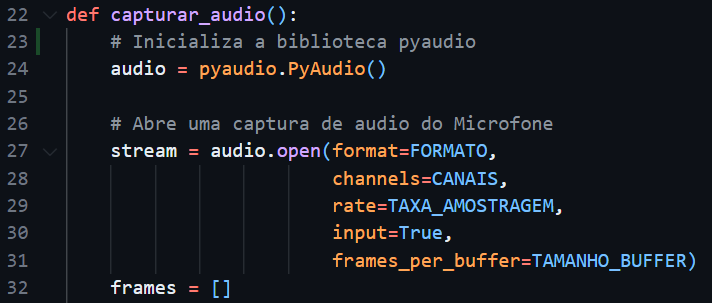 22 def capturar_audio():
23     # Inicializa a biblioteca pyaudio
24     audio = pyaudio.PyAudio()
25
26     # Abre uma captura de audio do Microfone
27     stream = audio.open(format=FORMATO,
28                         channels=CANAIS,
29                         rate=TAXA_AMOSTRAGEM,
30                         input=True,
31                         frames_per_buffer=TAMANHO_BUFFER)
32     frames = []